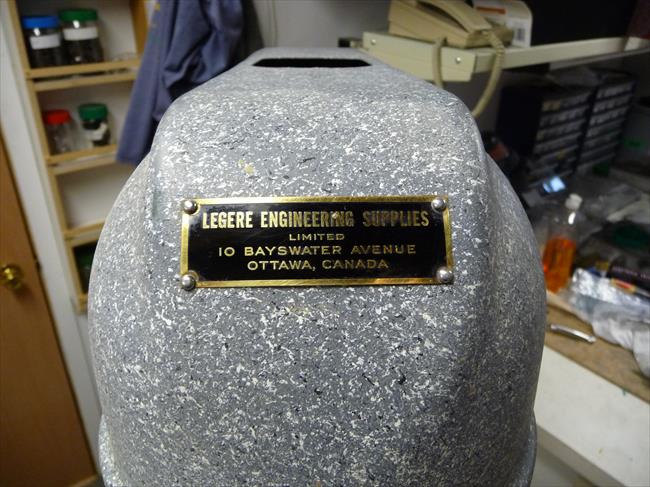 LEGERE ENGINEERING SUPPLIES
LIMITED
10 BAYSWATER AVENUE
OTTAWA, CANADA